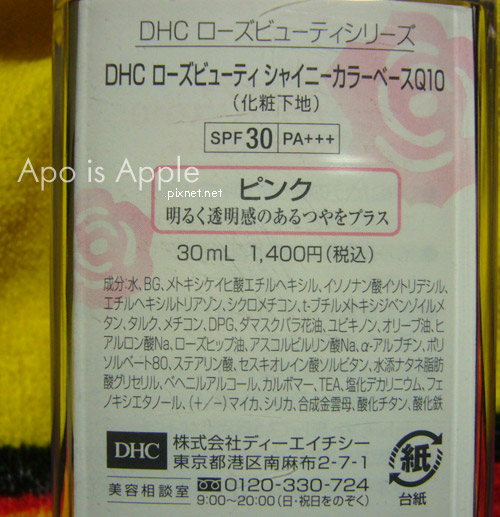 DHC ローズビューティシリーズ
DHC ローズビューティ シャイニーカラーベースQ10
(化粧下地)
SPF30 PA+++
Apo is Apple
.pixnet.net
ピンク
明るく透明感のあるつやをプラス
30mL 1,400円(税込)
成分:水、BG、メトキシケイヒ酸エチルヘキシル、イソノナン酸イソトリデシル、
エチルヘキシルトリアゾン、シクロメチコン、t-ブチルメトキシジベンゾイルメ
タン、タルク、メチコン、DPG、ダマスクバラ花油、ユビキノン、オリーブ油、ヒ
アルロン酸Na、ローズヒップ油、アスコルビルリン酸Na、α-アルブチン、ポリ
ソルベート80、ステアリン酸、セスキオレイン酸ソルビタン、水添ナタネ脂肪
酸グリセリル、ベヘニルアルコール、カルボマー、TEA、塩化デカリニウム、フェ
ノキシエタノール、(+/-)マイカ、シリカ、合成金雲母、酸化チタン、酸化鉄
DHC 株式会社ディーエイチシー
東京都港区南麻布2-7-1
美容相談室 0120-330-724
9:00〜20:00(日・祝日をのぞく)
紙
台紙